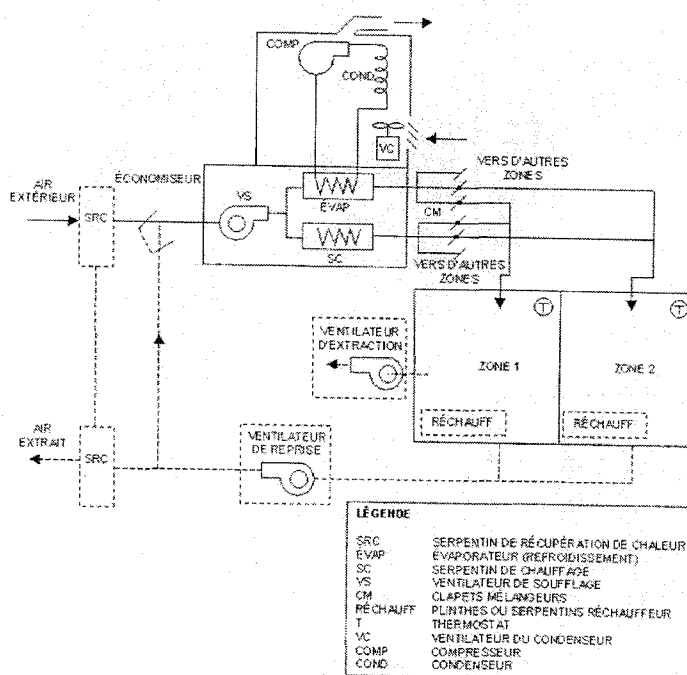 COMP
COND
VC
VERS D'AUTRES
ZONES
AIR
EXTÉRIEUR
SRC
ÉCONOMISEUR
VS
ÉVAP
CM
SC
VERS D'AUTRES
ZONES
VENTILATEUR
D'EXTRACTION
T
T
ZONE 1
ZONE 2
RÉCHAUFF
RÉCHAUFF
AIR
EXTRAIT
SRC
VENTILATEUR
DE REPRISE
LÉGENDE
SRC SERPENTIN DE RÉCUPÉRATION DE CHALEUR
ÉVAP ÉVAPORATEUR (REFROIDISSEMENT)
SC SERPENTIN DE CHAUFFAGE
VS VENTILATEUR DE SOUFFLAGE
CM CLAPETS MÉLANGEURS
RÉCHAUFF PLINTHES OU SERPENTINS RÉCHAUFFEUR
T THERMOSTAT
VC VENTILATEUR DU CONDENSEUR
COMP COMPRESSEUR
COND CONDENSEUR